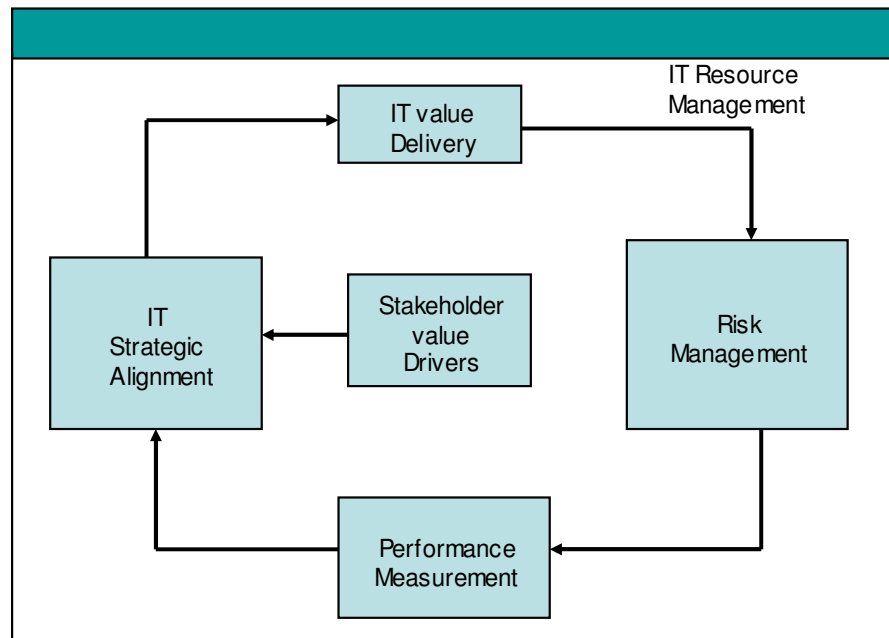 IT Resource
Management
IT value
Delivery
IT
Strategic
Alignment
Stakeholder
value
Drivers
Risk
Management
Performance
Measurement